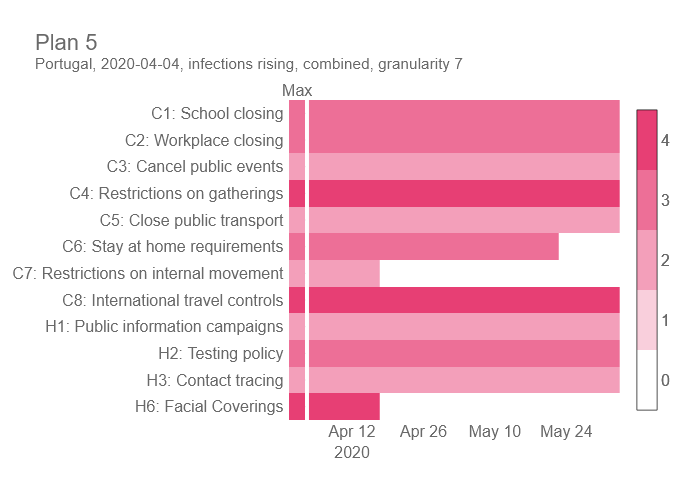 Plan 5
Portugal, 2020-04-04, infections rising, combined, granularity 7
Max
C1: School closing
C2: Workplace closing
C3: Cancel public events
C4: Restrictions on gatherings
C5: Close public transport
C6: Stay at home requirements
C7: Restrictions on internal movement
C8: International travel controls
H1: Public information campaigns
H2: Testing policy
H3: Contact tracing
H6: Facial Coverings
Apr 12 Apr 26 May 10 May 24
2020
4
3
2
1
0